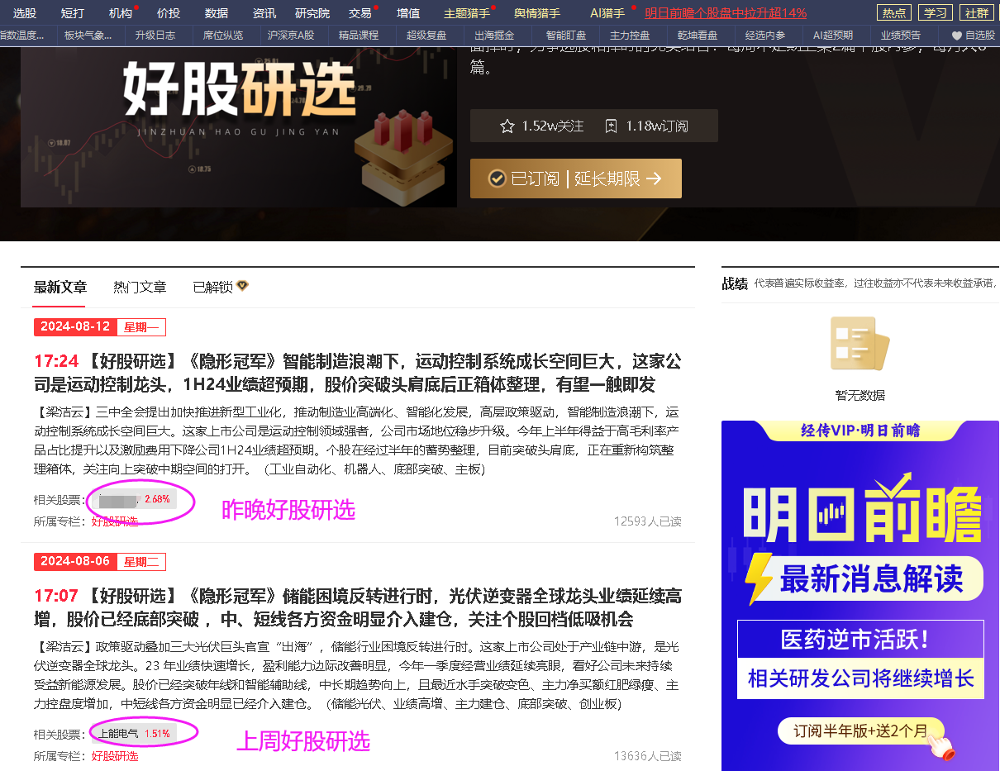 选股 短打 机构 价投 数据 资讯 研究院 交易 增值 主题猎手 舆情猎手 AI猎手 明日前瞻个股盘中拉升超14% 热点 学习 社群
指数温度... 板块气象... 升级日志 席位纵览 沪深京A股 精品课程 超级复盘 出海掘金 智能盯盘 主力控盘 乾坤看盘 经选内参 AI超预期 业绩预告 自选股
篇。
好股研选
JINZHUAN HAO GU JING YAN
18.87
18.75
1.52w关注 1.18w订阅
已订阅 | 延长期限 →
最新文章 热门文章 已解锁
2024-08-12 星期一
17:24 【好股研选】《隐形冠军》智能制造浪潮下，运动控制系统成长空间巨大，这家公
司是运动控制龙头，1H24业绩超预期，股价突破头肩底后正箱体整理，有望一触即发
【梁洁云】三中全会提出加快推进新型工业化，推动制造业高端化、智能化发展，高层政策驱动，智能制造浪潮下，运
动控制系统成长空间巨大。这家上市公司是运动控制领域强者，公司市场地位稳步升级。今年上半年得益于高毛利率产
品占比提升以及激励费用下降公司1H24业绩超预期。个股在经过半年的蓄势整理，目前突破头肩底，正在重新构筑整
理箱体，关注向上突破中期空间的打开。（工业自动化、机器人、底部突破、主板）
相关股票： 2.68%
昨晚好股研选
所属专栏：好股研选
12593人已读
2024-08-06 星期二
17:07 【好股研选】《隐形冠军》储能困境反转进行时，光伏逆变器全球龙头业绩延续高
增，股价已经底部突破 ，中、短线各方资金明显介入建仓，关注个股回档低吸机会
【梁洁云】政策驱动叠加三大光伏巨头官宣“出海”，储能行业困境反转进行时。这家上市公司处于产业链中游，是光
伏逆变器全球龙头。23 年业绩快速增长，盈利能力边际改善明显，今年一季度经营业绩延续亮眼，看好公司未来持续
受益新能源发展。股价已经突破年线和智能辅助线，中长期趋势向上，且最近水手突破变色、主力净买额红肥绿瘦、主
力控盘度增加，中短线各方资金明显已经介入建仓。（储能光伏、业绩高增、主力建仓、底部突破、创业板）
相关股票： 上能电气 1.51%
上周好股研选
所属专栏：好股研选
13636人已读
战绩 代表普遍实际收益率，过往收益亦不代表未来收益承诺，
暂无数据
经传VIP·明日前瞻
明日前瞻
最新消息解读
医药逆市活跃！
相关研发公司将继续增长
订阅半年版+送2个月